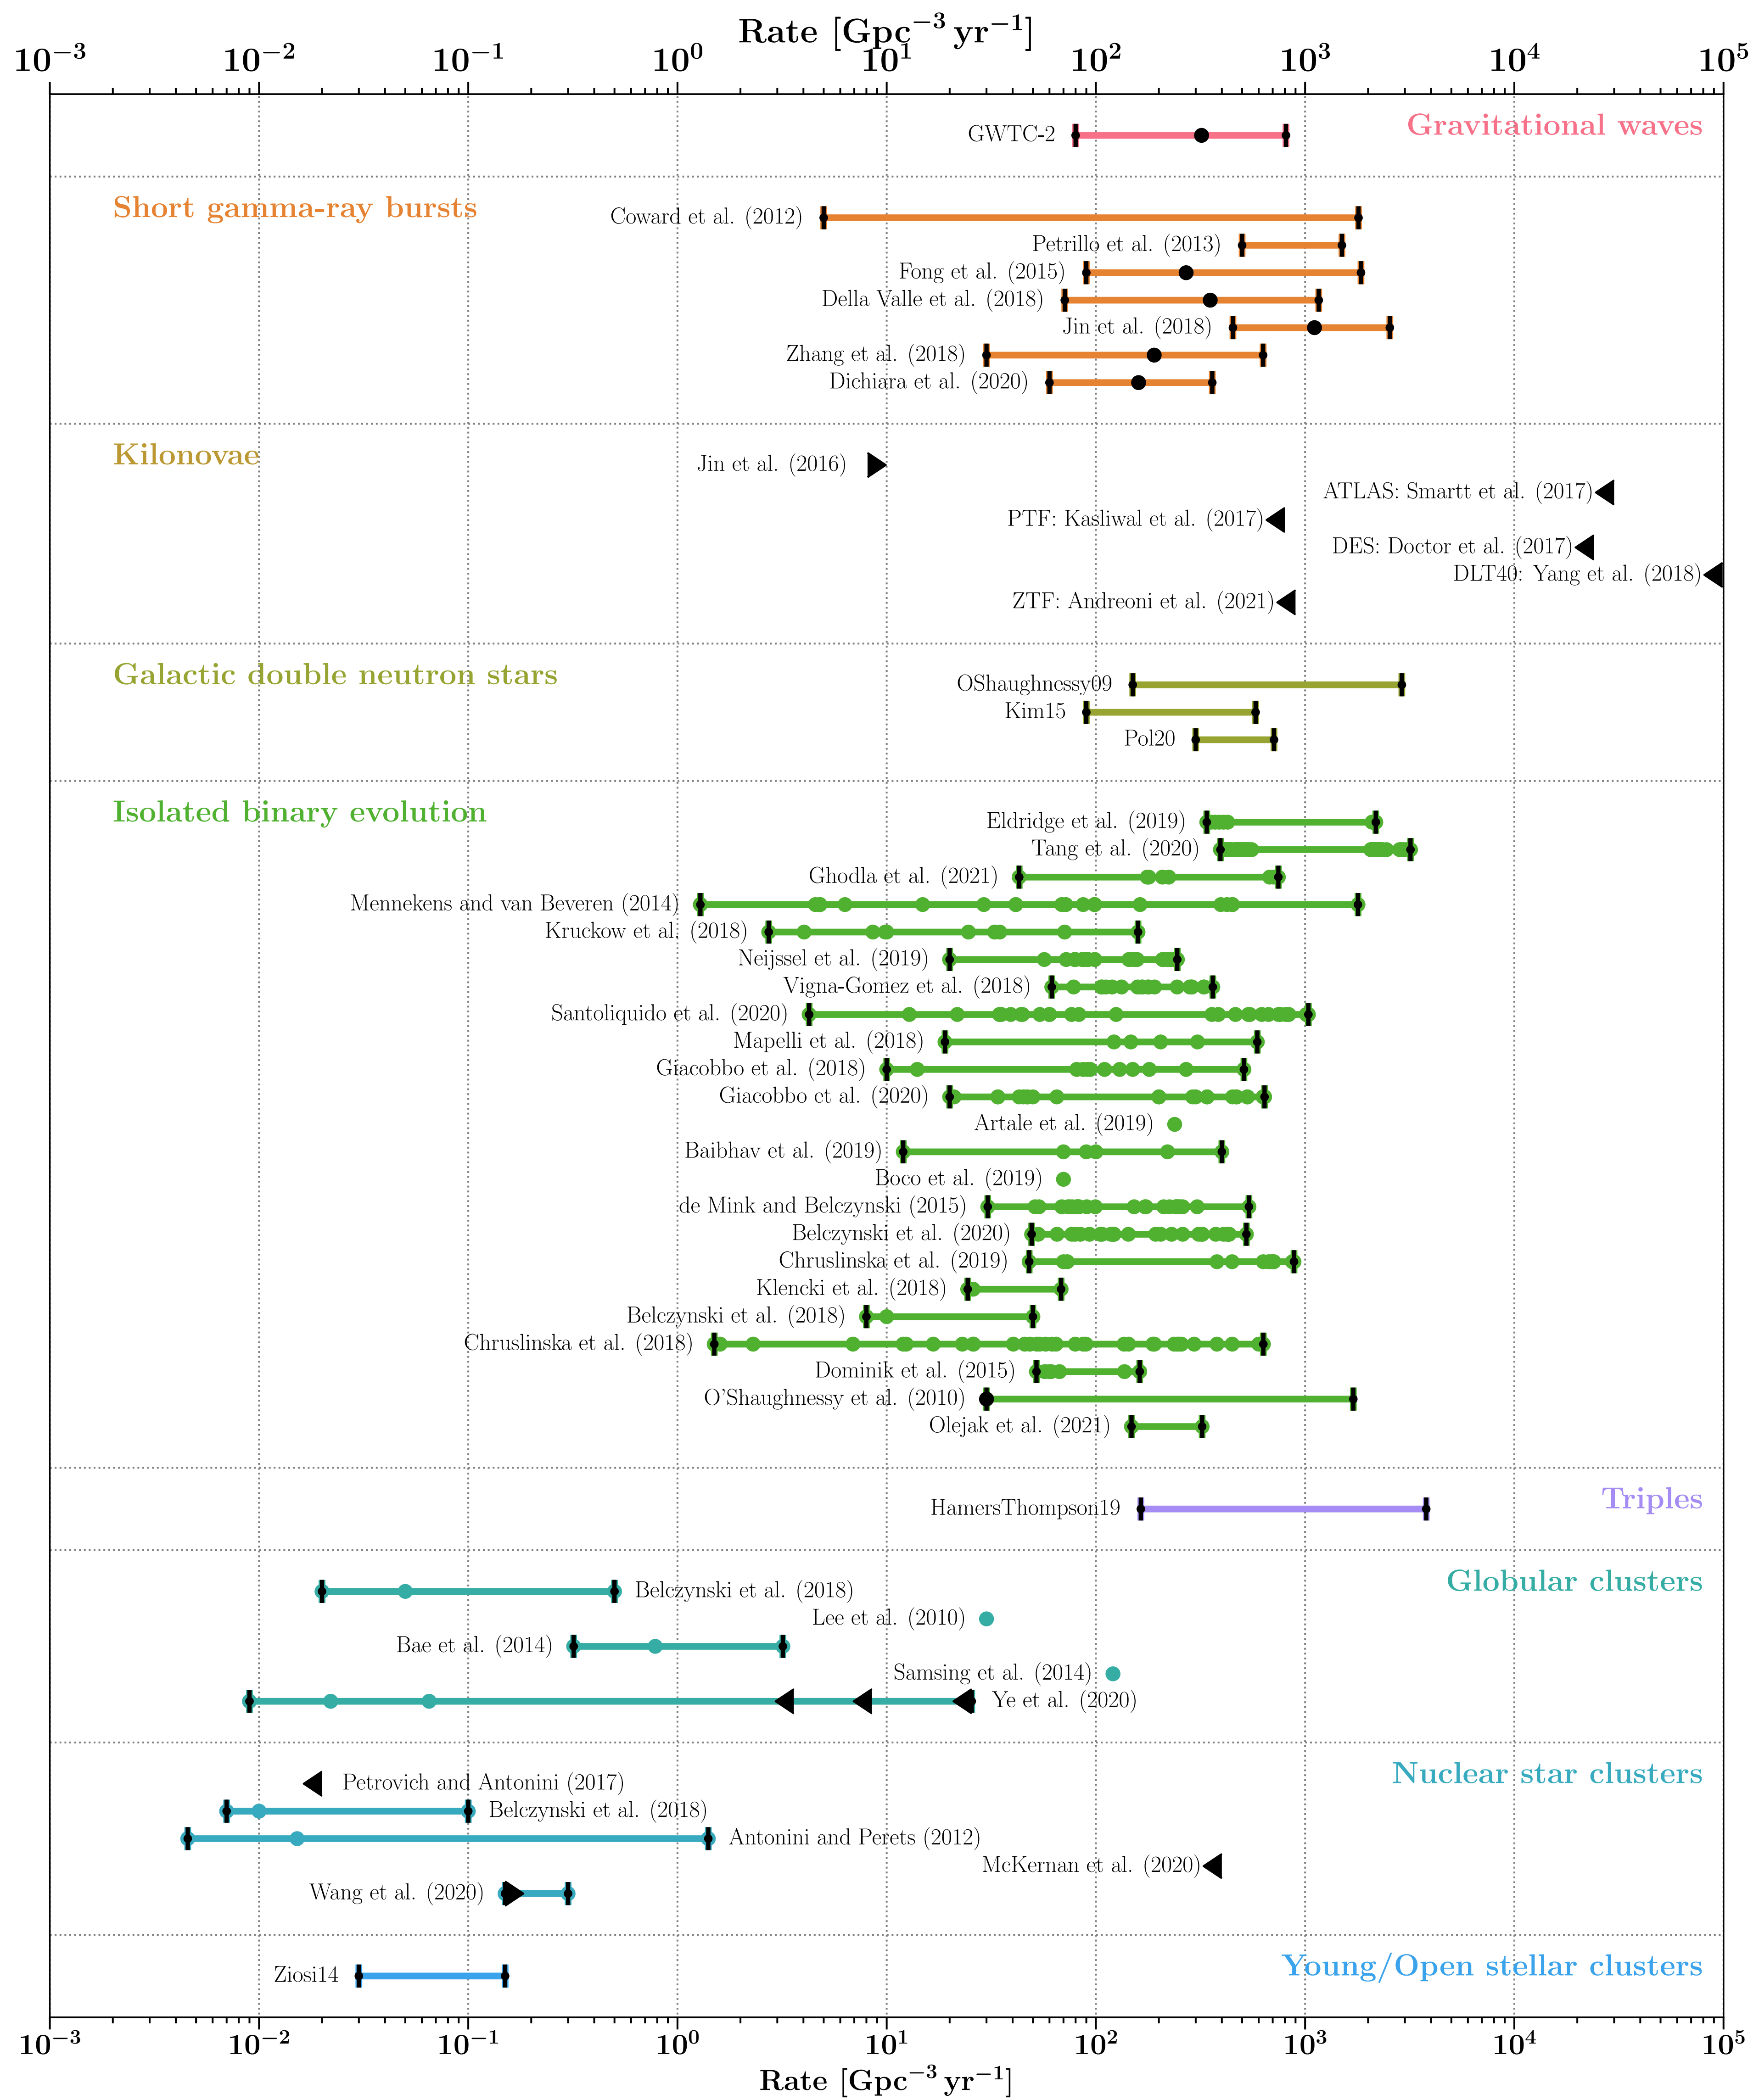 Rate [Gpc⁻³ yr⁻¹]
10⁻³ 10⁻² 10⁻¹ 10⁰ 10¹ 10² 10³ 10⁴ 10⁵
Gravitational waves
GWTC-2
Short gamma-ray bursts
Coward et al. (2012)
Petrillo et al. (2013)
Fong et al. (2015)
Della Valle et al. (2018)
Jin et al. (2018)
Zhang et al. (2018)
Dichiara et al. (2020)
Kilonovae
Jin et al. (2016)
ATLAS: Smartt et al. (2017)
PTF: Kasliwal et al. (2017)
DES: Doctor et al. (2017)
DLT40: Yang et al. (2018)
ZTF: Andreoni et al. (2021)
Galactic double neutron stars
OShaughnessy09
Kim15
Pol20
Isolated binary evolution
Eldridge et al. (2019)
Tang et al. (2020)
Ghodla et al. (2021)
Mennekens and van Beveren (2014)
Kruckow et al. (2018)
Neijssel et al. (2019)
Vigna-Gomez et al. (2018)
Santoliquido et al. (2020)
Mapelli et al. (2018)
Giacobbo et al. (2018)
Giacobbo et al. (2020)
Artale et al. (2019)
Baibhav et al. (2019)
Boco et al. (2019)
de Mink and Belczynski (2015)
Belczynski et al. (2020)
Chruslinska et al. (2019)
Klencki et al. (2018)
Belczynski et al. (2018)
Chruslinska et al. (2018)
Dominik et al. (2015)
O'Shaughnessy et al. (2010)
Olejak et al. (2021)
Triples
HamersThompson19
Globular clusters
Belczynski et al. (2018)
Lee et al. (2010)
Bae et al. (2014)
Samsing et al. (2014)
Ye et al. (2020)
Nuclear star clusters
Petrovich and Antonini (2017)
Belczynski et al. (2018)
Antonini and Perets (2012)
McKernan et al. (2020)
Wang et al. (2020)
Young/Open stellar clusters
Ziosi14
10⁻³ 10⁻² 10⁻¹ 10⁰ 10¹ 10² 10³ 10⁴ 10⁵
Rate [Gpc⁻³ yr⁻¹]